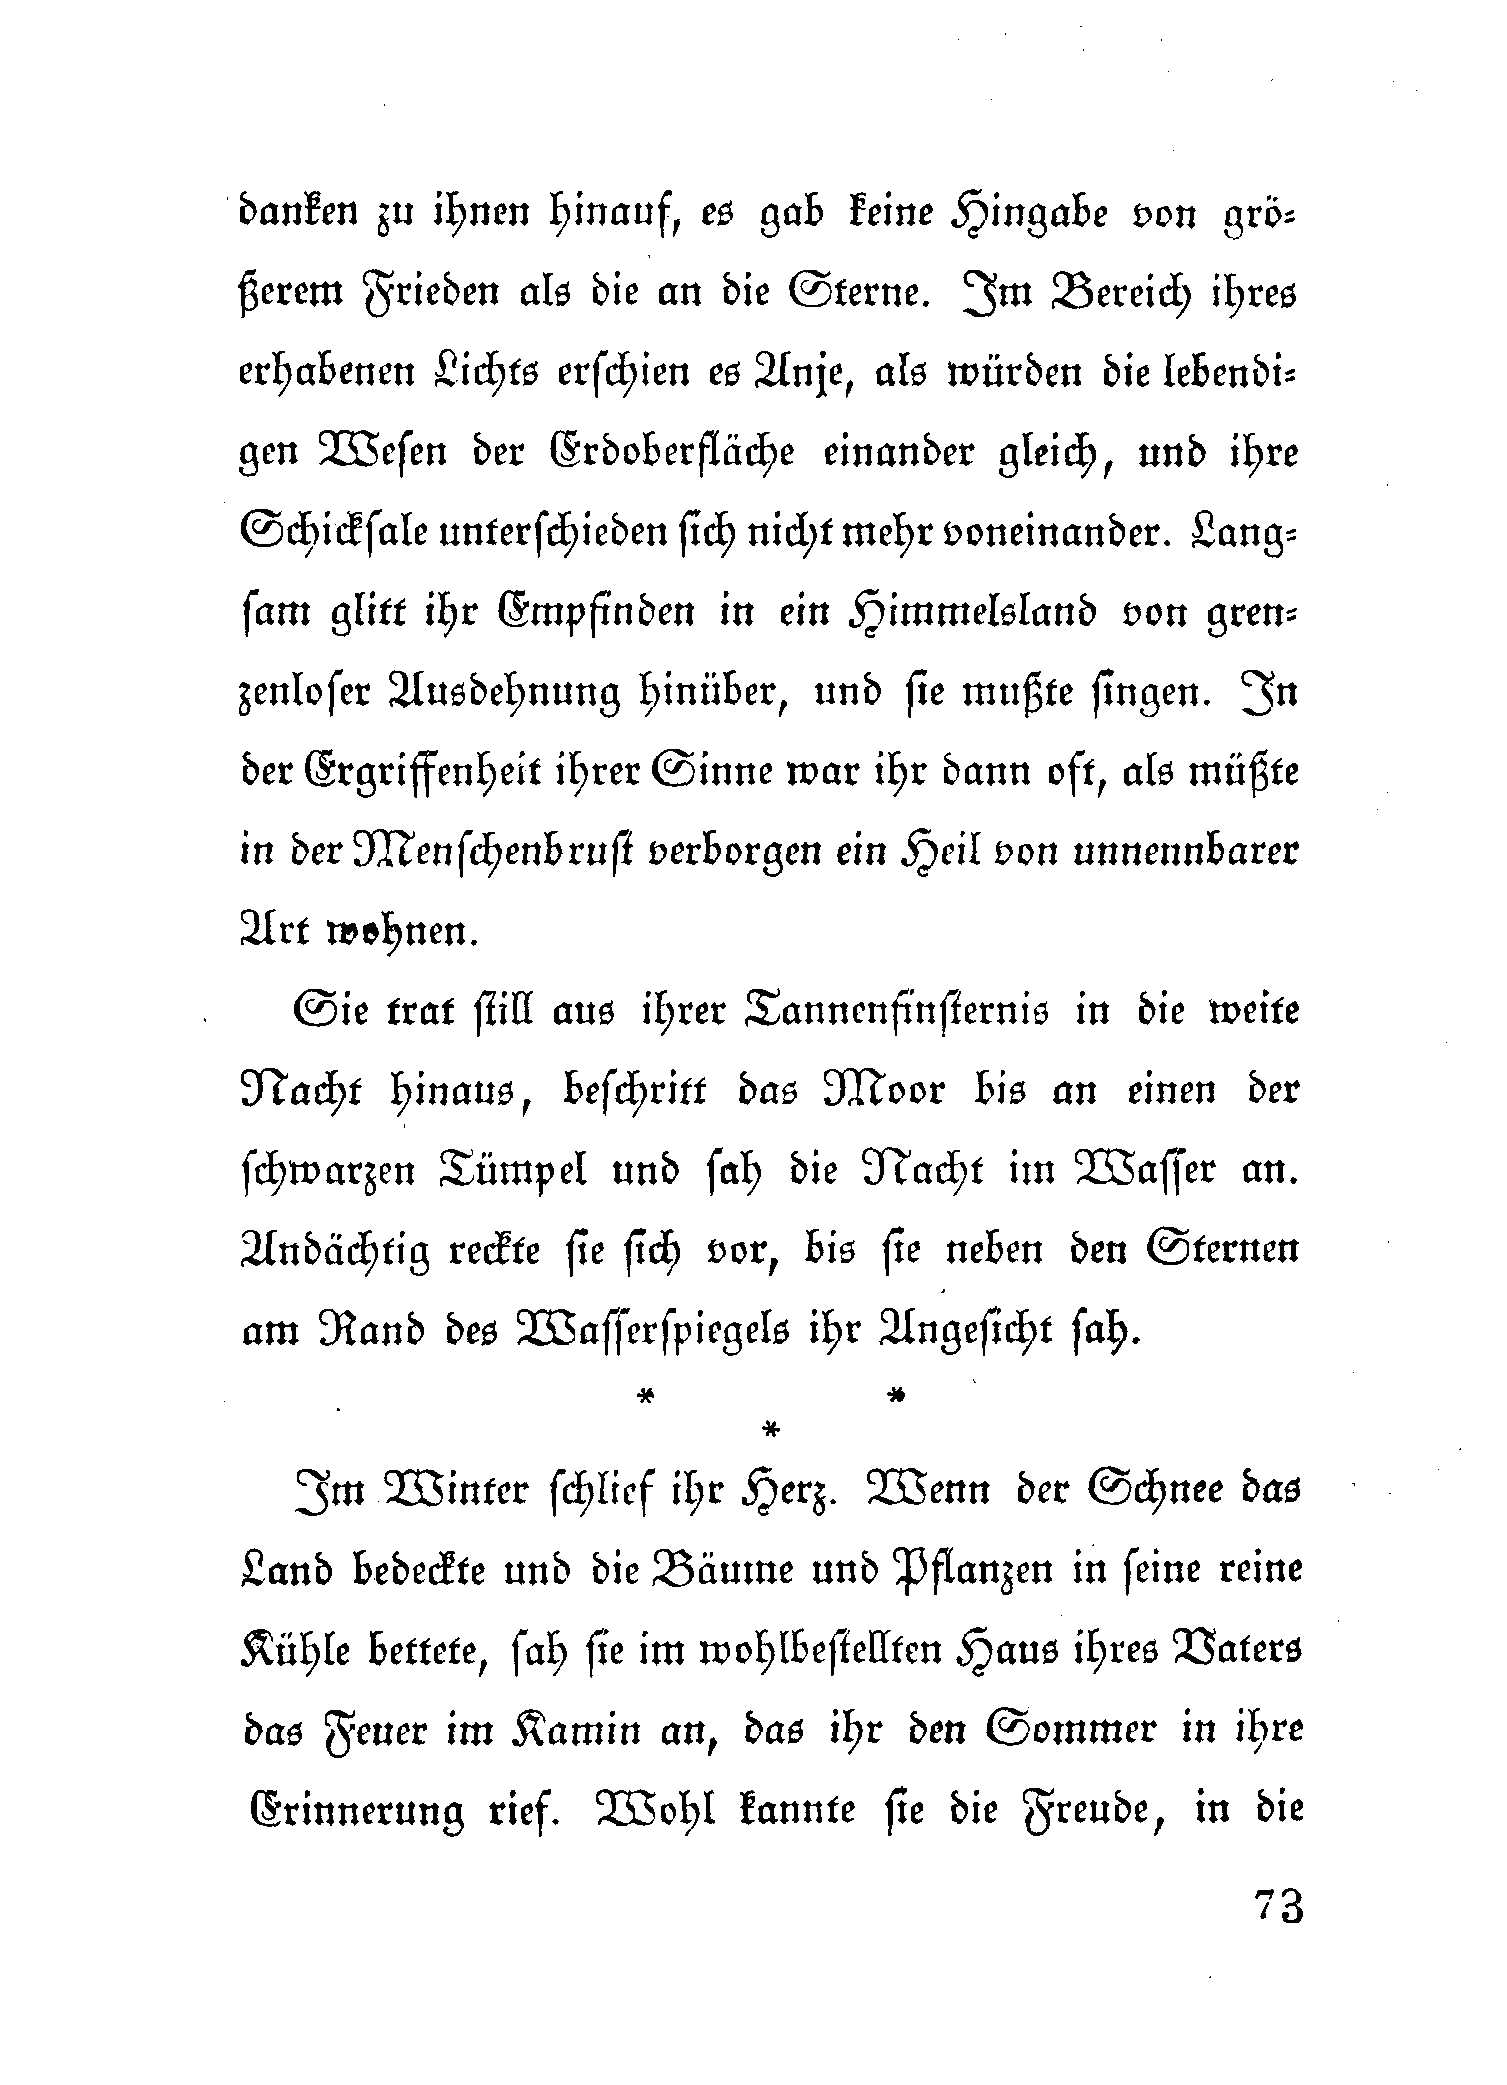 danken zu ihnen hinauf, es gab keine Hingabe von grö-
ßerem Frieden als die an die Sterne. Im Bereich ihres
erhabenen Lichts erschien es Anje, als würden die lebendi-
gen Wesen der Erdoberfläche einander gleich, und ihre
Schicksale unterschieden sich nicht mehr voneinander. Lang-
sam glitt ihr Empfinden in ein Himmelsland von gren-
zenloser Ausdehnung hinüber, und sie mußte singen. In
der Ergriffenheit ihrer Sinne war ihr dann oft, als müßte
in der Menschenbrust verborgen ein Heil von unnennbarer
Art wohnen.
Sie trat still aus ihrer Tannenfinsternis in die weite
Nacht hinaus, beschritt das Moor bis an einen der
schwarzen Tümpel und sah die Nacht im Wasser an.
Andächtig reckte sie sich vor, bis sie neben den Sternen
am Rand des Wasserspiegels ihr Angesicht sah.
* *
*
Im Winter schlief ihr Herz. Wenn der Schnee das
Land bedeckte und die Bäume und Pflanzen in seine reine
Kühle bettete, sah sie im wohlbestellten Haus ihres Vaters
das Feuer im Kamin an, das ihr den Sommer in ihre
Erinnerung rief. Wohl kannte sie die Freude, in die
73